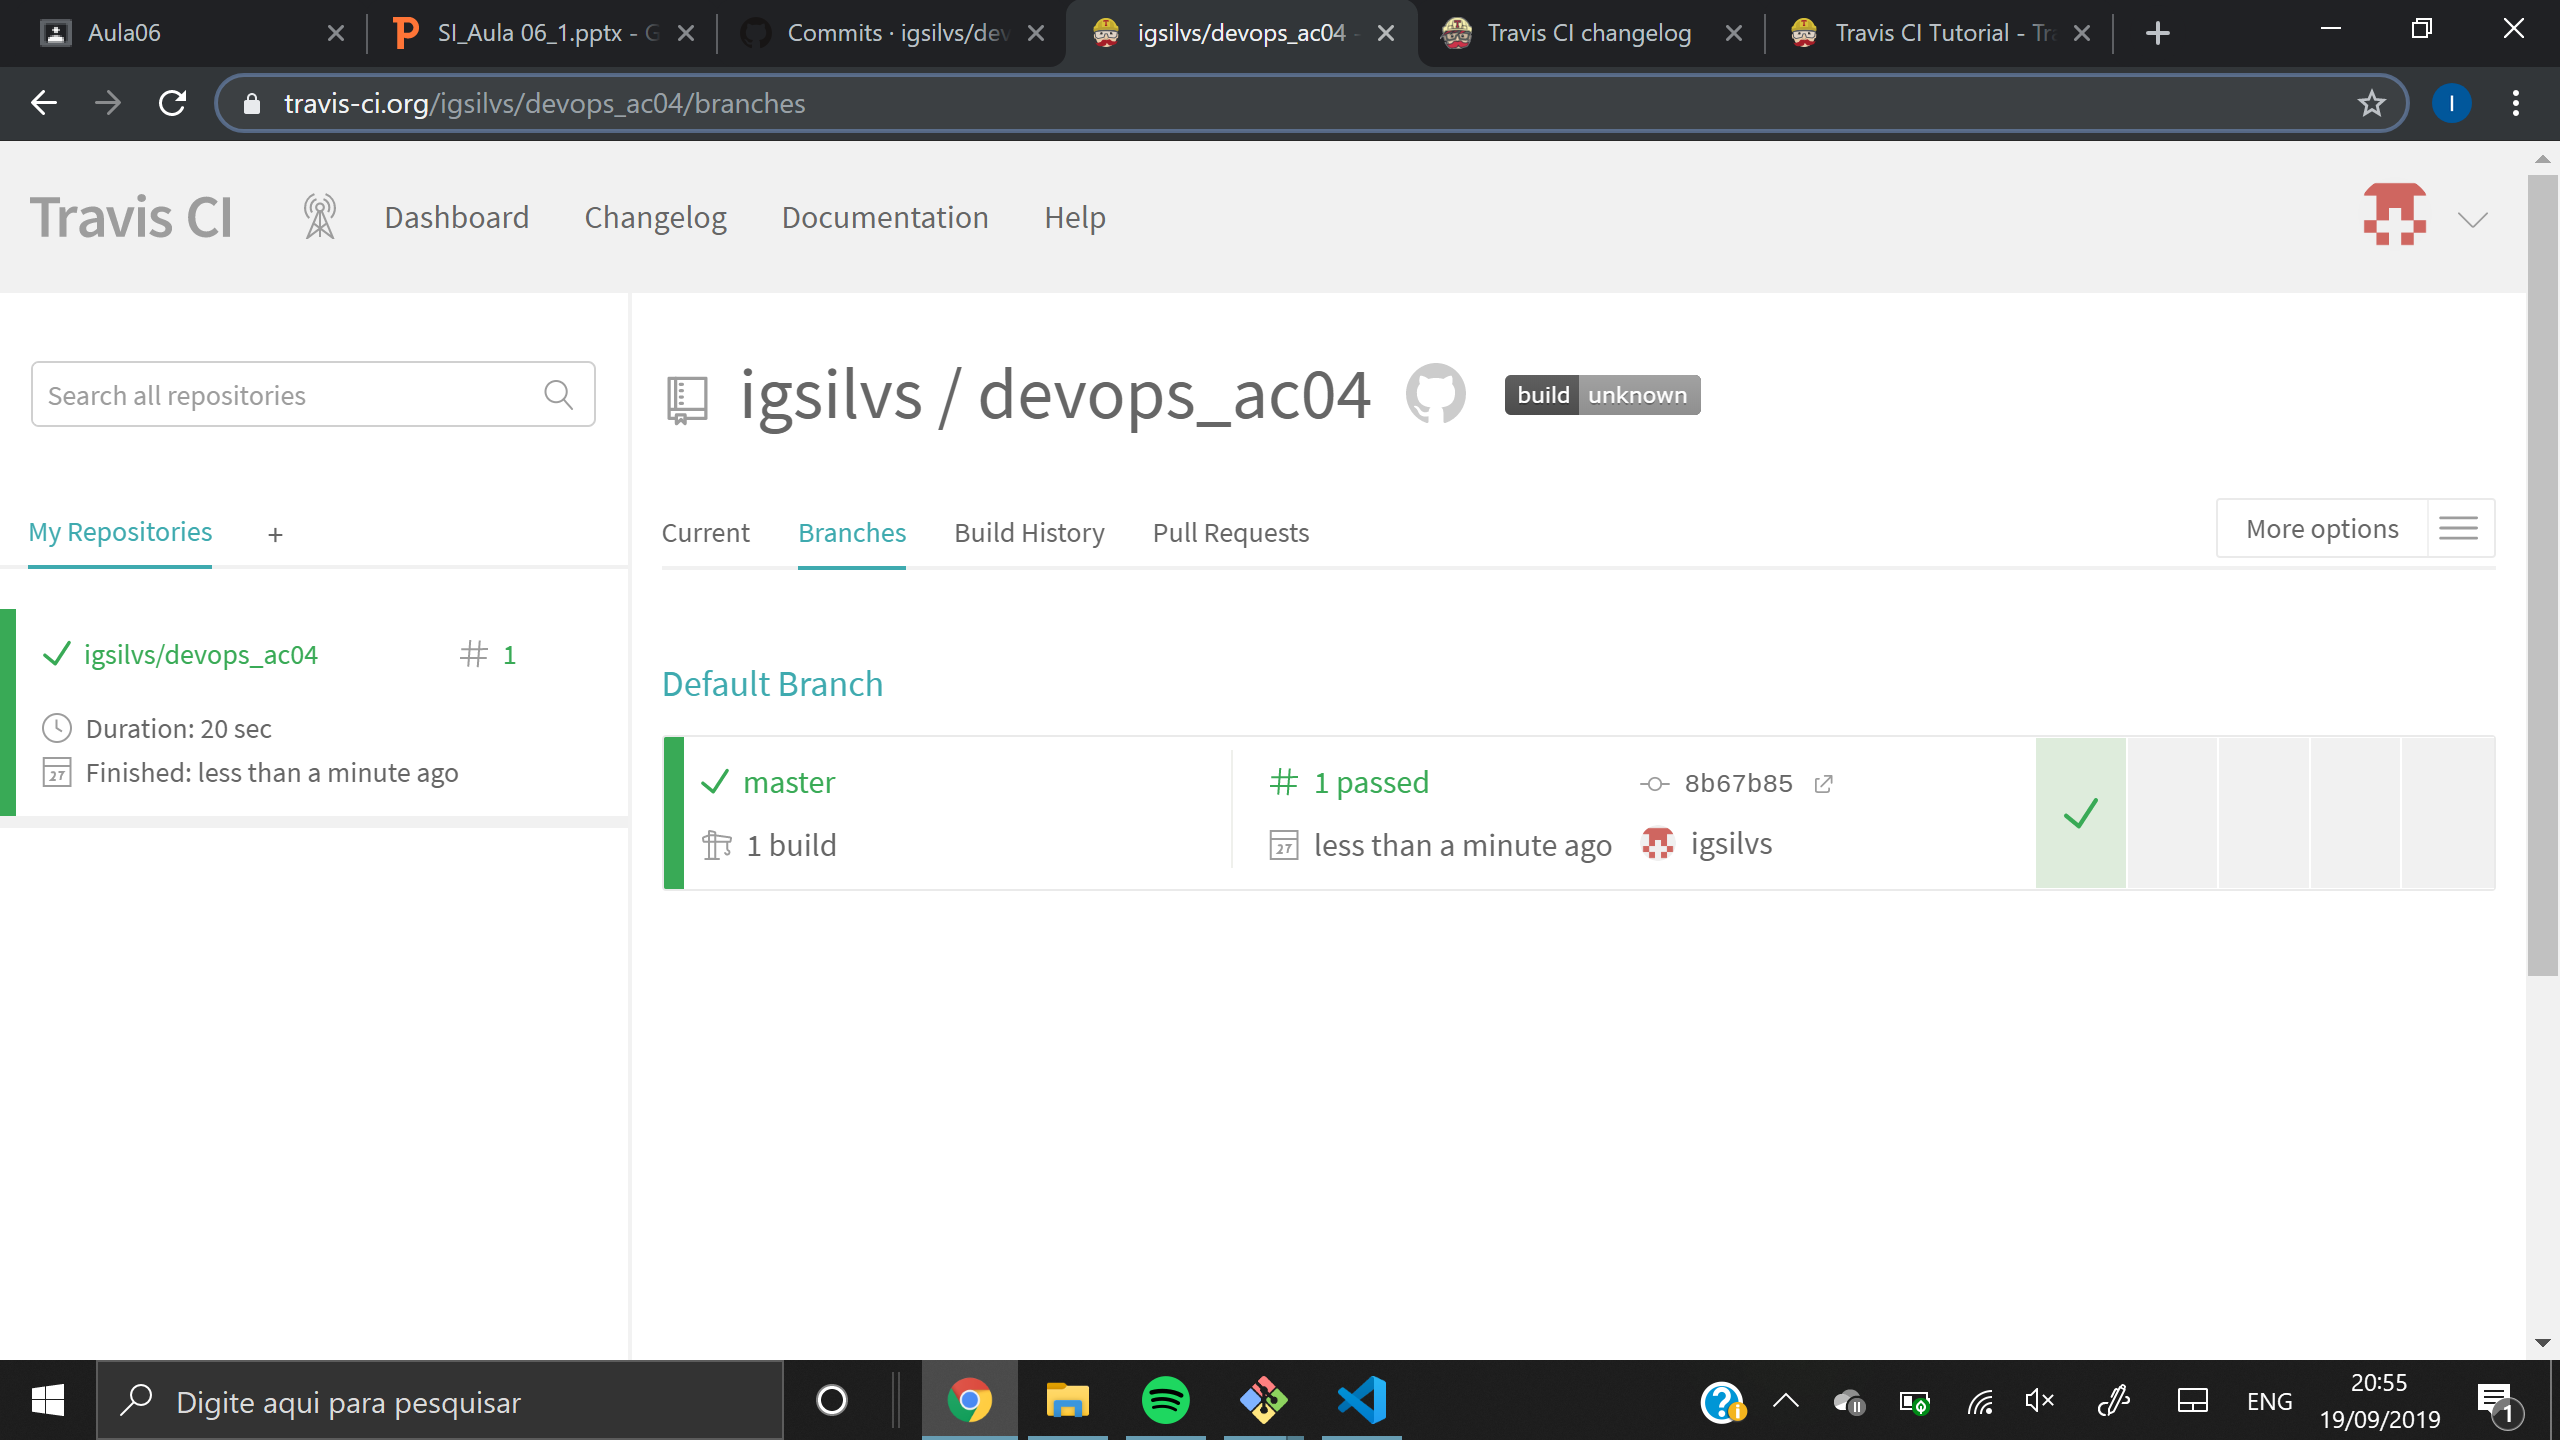 Aula06
SI_Aula 06_1.pptx - G
Commits · igsilvs/dev
igsilvs/devops_ac04 -
Travis CI changelog
Travis CI Tutorial - Tra
travis-ci.org/igsilvs/devops_ac04/branches
I
Travis CI
Dashboard
Changelog
Documentation
Help
Search all repositories
My Repositories +
igsilvs/devops_ac04
# 1
Duration: 20 sec
27 Finished: less than a minute ago
igsilvs / devops_ac04
build unknown
Current
Branches
Build History
Pull Requests
More options
Default Branch
master
# 1 passed
8b67b85
1 build
27 less than a minute ago
igsilvs
Digite aqui para pesquisar
ENG
20:55
19/09/2019
1